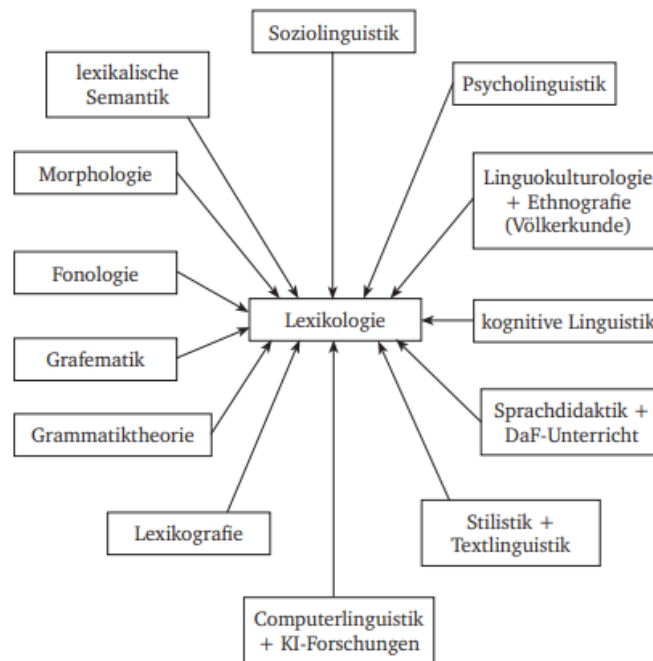 Soziolinguistik
lexikalische
Semantik
Psycholinguistik
Morphologie
Linguokulturologie
+ Ethnografie
(Völkerkunde)
Fonologie
Lexikologie
kognitive Linguistik
Grafematik
Sprachdidaktik +
DaF-Unterricht
Grammatiktheorie
Lexikografie
Stilistik +
Textlinguistik
Computerlinguistik
+ KI-Forschungen